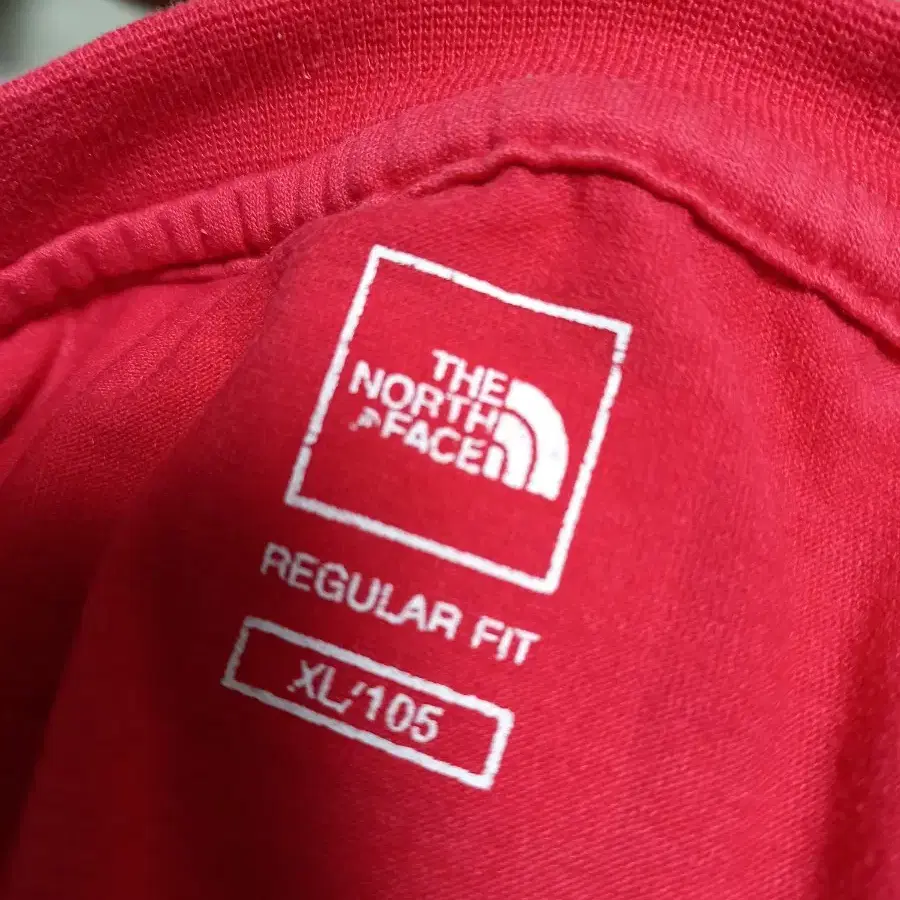 THE
NORTH
FACE
REGULAR FIT
XL/105